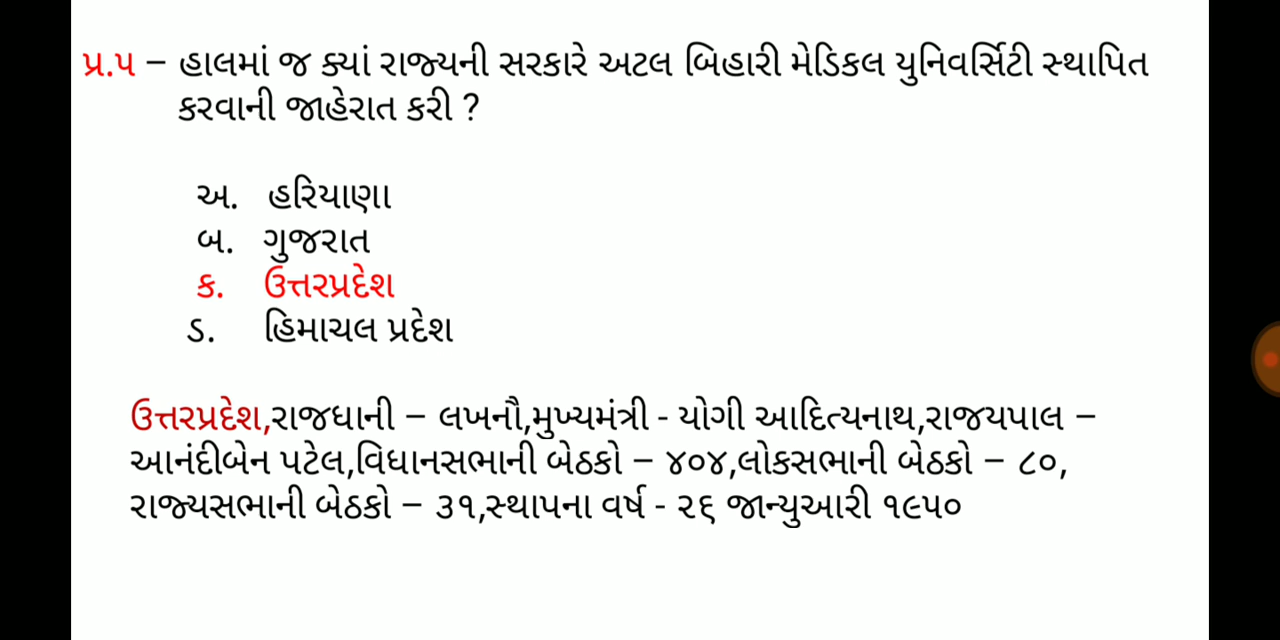 પ્ર.૫ – હાલમાં જ ક્યાં રાજ્યની સરકારે અટલ બિહારી મેડિકલ યુનિવર્સિટી સ્થાપિત
કરવાની જાહેરાત કરી ?
અ. હરિયાણા
બ. ગુજરાત
ક. ઉત્તરપ્રદેશ
ડ. હિમાચલ પ્રદેશ
ઉત્તરપ્રદેશ,રાજધાની – લખનૌ,મુખ્યમંત્રી - યોગી આદિત્યનાથ,રાજયપાલ –
આનંદીબેન પટેલ,વિધાનસભાની બેઠકો – ૪૦૪,લોકસભાની બેઠકો – ૮૦,
રાજ્યસભાની બેઠકો – ૩૧,સ્થાપના વર્ષ - ૨૬ જાન્યુઆરી ૧૯૫૦